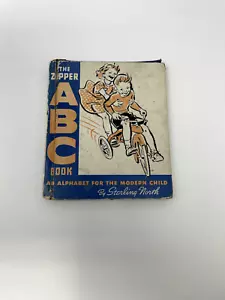 THE
ZIPPER
ABC
BOOK
AN ALPHABET FOR THE MODERN CHILD
By Sterling North